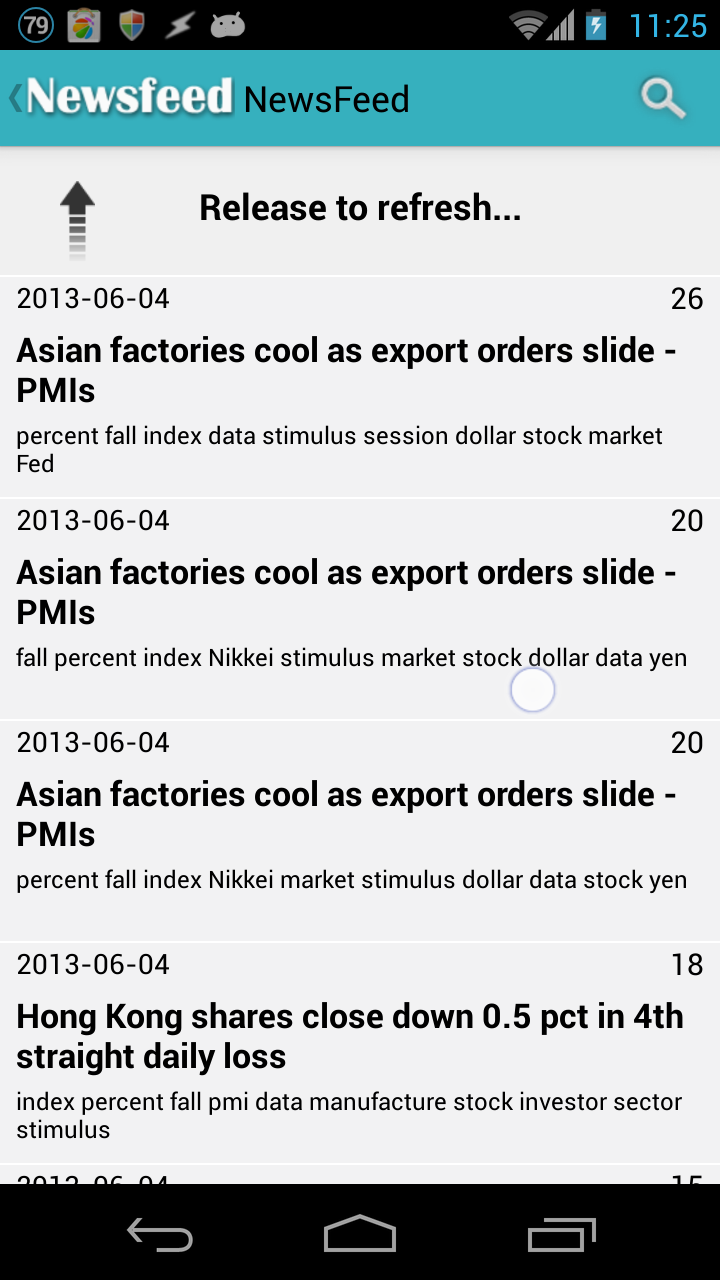 79 11:25
Newsfeed NewsFeed
Release to refresh...
2013-06-04 26
Asian factories cool as export orders slide -
PMIs
percent fall index data stimulus session dollar stock market
Fed
2013-06-04 20
Asian factories cool as export orders slide -
PMIs
fall percent index Nikkei stimulus market stock dollar data yen
2013-06-04 20
Asian factories cool as export orders slide -
PMIs
percent fall index Nikkei market stimulus dollar data stock yen
2013-06-04 18
Hong Kong shares close down 0.5 pct in 4th
straight daily loss
index percent fall pmi data manufacture stock investor sector
stimulus
2013-06-04 15